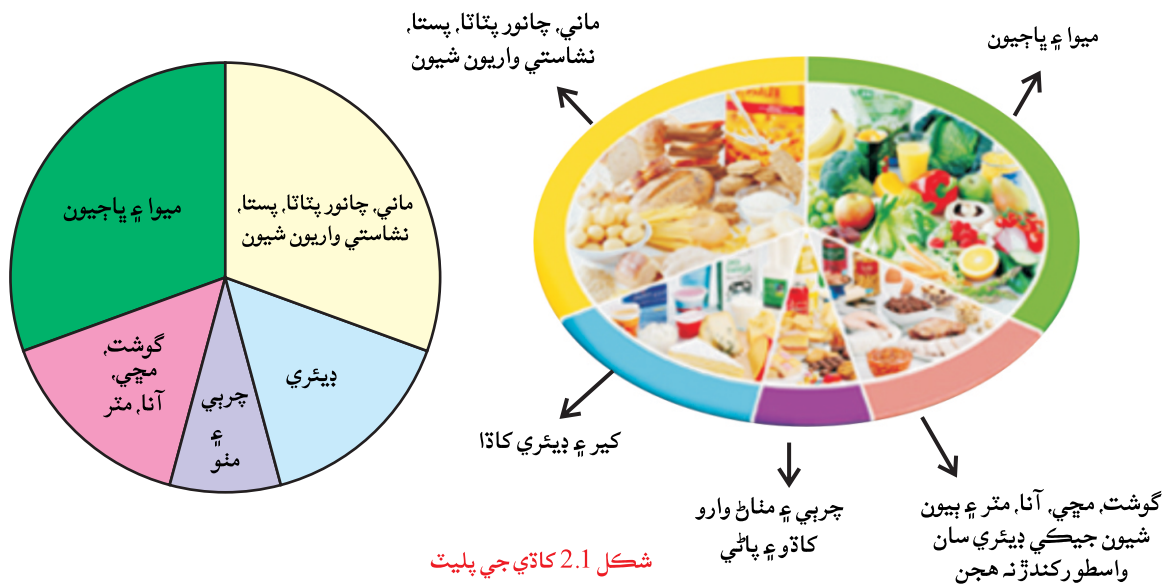 ماني، چانور پٽاٽا، پستا،
نشاستي واريون شيون
ميوا ۽ ڀاڄيون
ميوا ۽ ڀاڄيون
ماني، چانور پٽاٽا، پستا،
نشاستي واريون شيون
گوشت،
مڇي،
آنا، مٽر
چرٻي
۽
مٺو
ڊيئري
کير ۽ ڊيئري کاڌا
چرٻي ۽ مٺاڻ وارو
کاڌو ۽ پاڻي
گوشت، مڇي، آنا، مٽر ۽ ٻيون
شيون جيڪي ڊيئري سان
واسطو رکندڙ نہ هجن
شڪل 2.1 کاڌي جي پليٽ